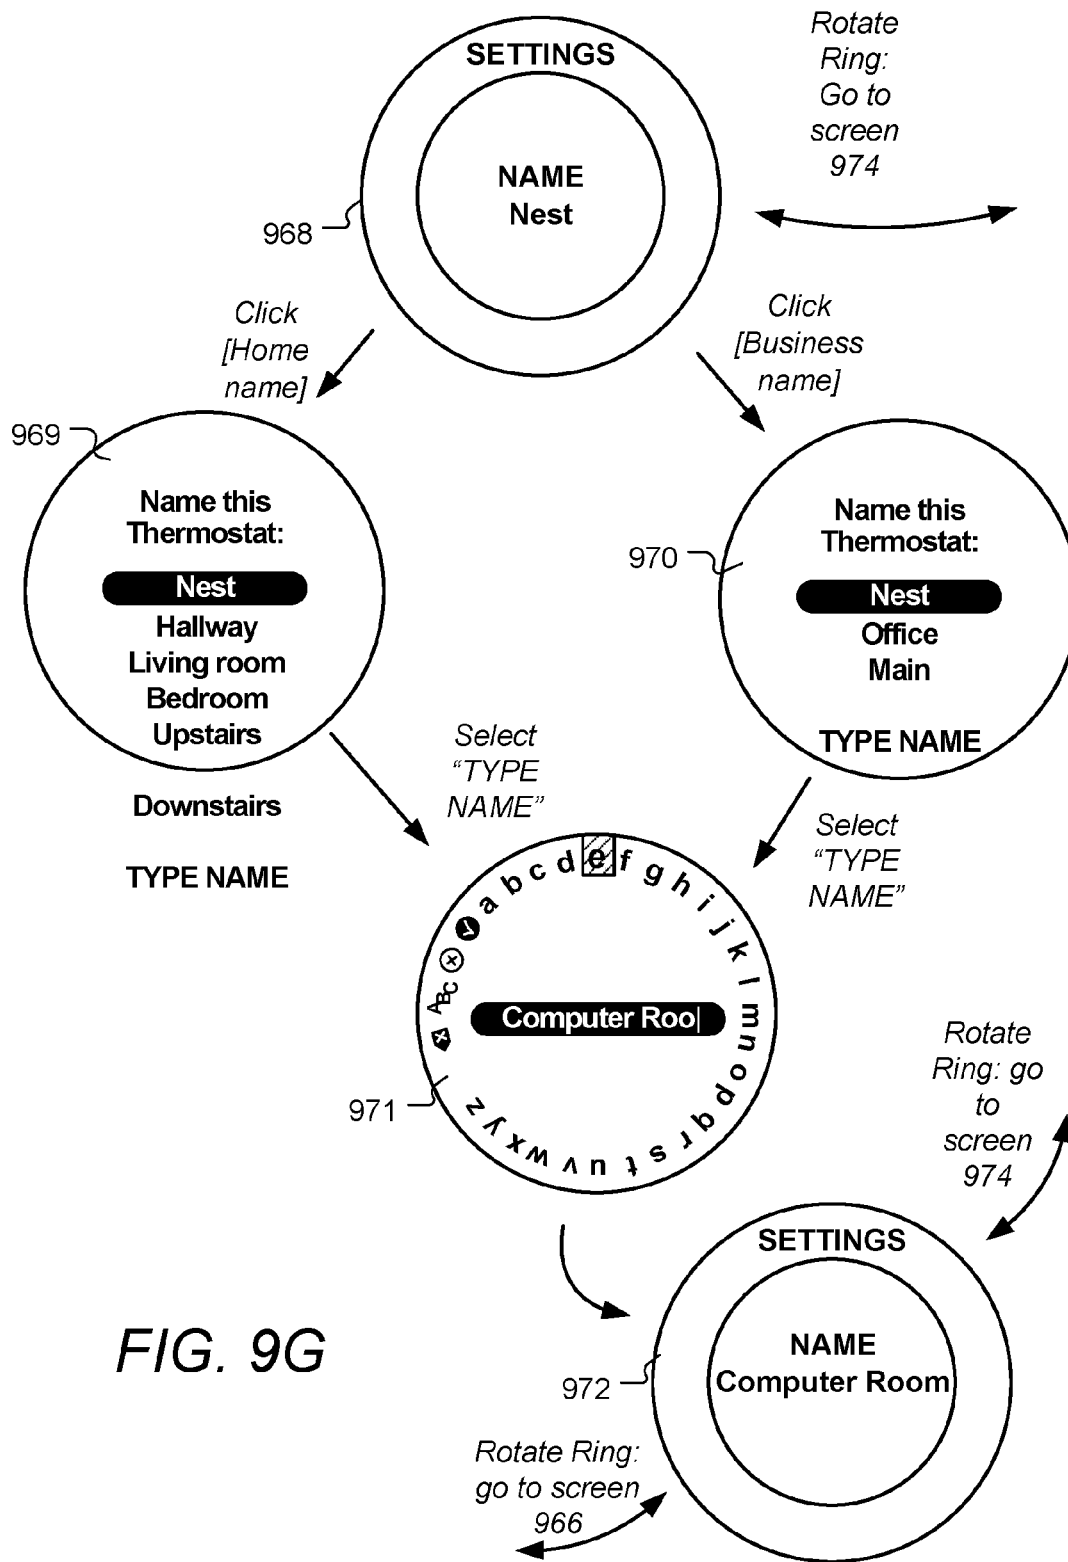 SETTINGS
NAME
Nest
968
Rotate
Ring:
Go to
screen
974
Click
[Home
name]
Click
[Business
name]
969
Name this
Thermostat:
Nest
Hallway
Living room
Bedroom
Upstairs
Downstairs
TYPE NAME
970
Name this
Thermostat:
Nest
Office
Main
TYPE NAME
Select
“TYPE
NAME”
Select
“TYPE
NAME”
a b c d e f g h i j k l m n o p q r s t u v w x y z
ABC
Computer Roo
971
Rotate
Ring: go
to
screen
974
SETTINGS
NAME
Computer Room
972
Rotate Ring:
go to screen
966
FIG. 9G